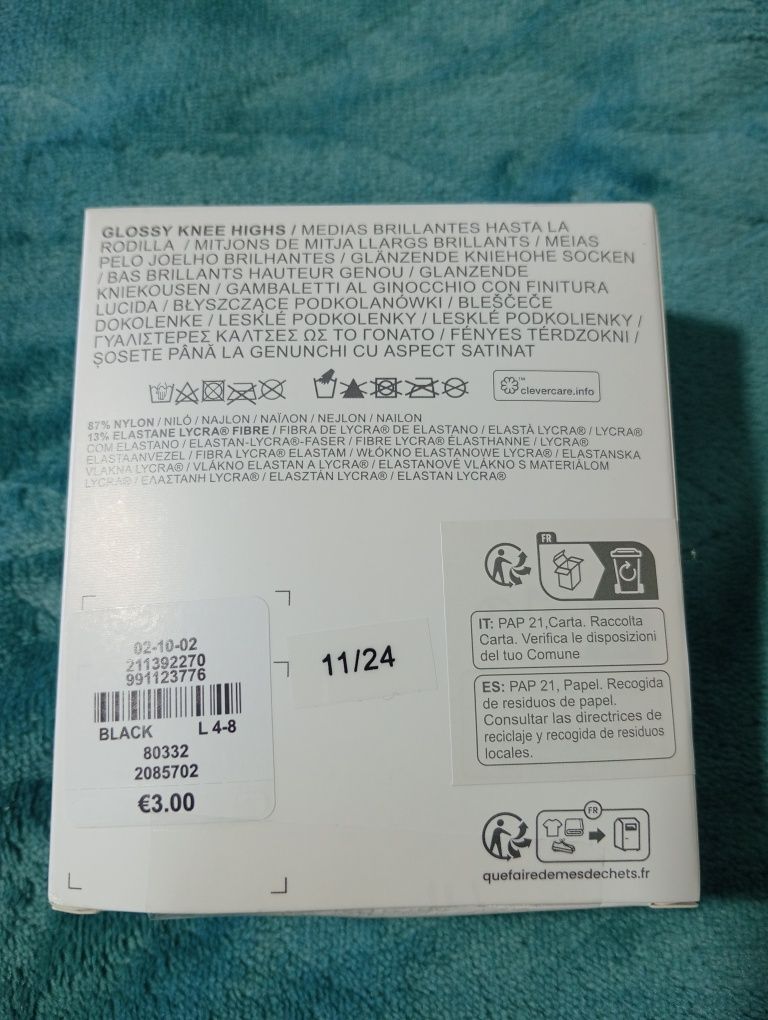 GLOSSY KNEE HIGHS / MEDIAS BRILLANTES HASTA LA
RODILLA / MITJONS DE MITJA LLARGS BRILLANTS / MEIAS
PELO JOELHO BRILHANTES / GLÄNZENDE KNIEHOHE SOCKEN
/ BAS BRILLANTS HAUTEUR GENOU / GLANZENDE
KNIEKOUSEN / GAMBALETTI AL GINOCCHIO CON FINITURA
LUCIDA / BŁYSZCZĄCE PODKOLANÓWKI / BLEŠČEČE
DOKOLENKE / LESKLÉ PODKOLENKY / LESKLÉ PODKOLIENKY /
ΓΥΑΛΙΣΤΕΡΕΣ ΚΑΛΤΣΕΣ ΩΣ ΤΟ ΓΟΝΑΤΟ / FÉNYES TÉRDZOKNI /
ȘOSETE PÂNĂ LA GENUNCHI CU ASPECT SATINAT
clevercare.info
87% NYLON / NILÓ / NAJLON / ΝΑΪΛΟΝ / NEJLON / NAILON
13% ELASTANE LYCRA® FIBRE / FIBRA DE LYCRA® DE ELASTANO / ELASTÀ LYCRA® / LYCRA®
COM ELASTANO / ELASTAN-LYCRA®-FASER / FIBRE LYCRA® ÉLASTHANNE / LYCRA®
ELASTAANVEZEL / FIBRA LYCRA® ELASTAM / WŁÓKNO ELASTANOWE LYCRA® / ELASTANSKA
VLAKNA LYCRA® / VLÁKNO ELASTAN A LYCRA® / ELASTANOVÉ VLÁKNO S MATERIÁLOM
LYCRA® / ΕΛΑΣΤΑΝΗ LYCRA® / ELASZTÁN LYCRA® / ELASTAN LYCRA®
FR
IT: PAP 21,Carta. Raccolta
Carta. Verifica le disposizioni
del tuo Comune
ES: PAP 21, Papel. Recogida
de residuos de papel.
Consultar las directrices de
reciclaje y recogida de residuos
locales.
02-10-02
211392270
991123776
BLACK L 4-8
80332
2085702
€3.00
11/24
FR
quefairedemesdechets.fr